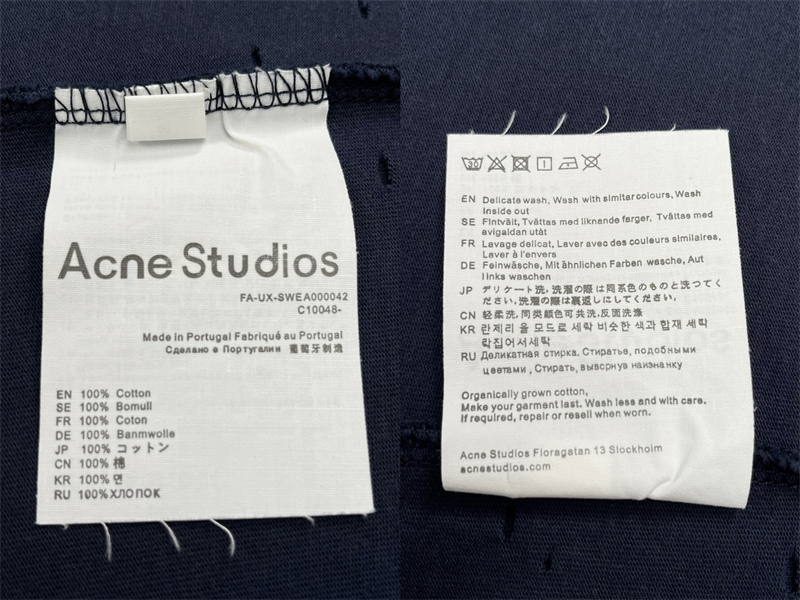 Acne Studios
FA-UX-SWEA000042
C10048-
Made in Portugal Fabriqué au Portugal
Сделано в Португалии 葡萄牙制造
EN 100% Cotton
SE 100% Bomull
FR 100% Coton
DE 100% Banmwolle
JP 100% コットン
CN 100% 棉
KR 100% 면
RU 100% ХЛОПОК
30
EN Delicate wash, Wash with simitarcolours, Wash
Inside out
SE Fintvält, Tvättas med liknande farger, Tvättas med
avigaldan utåt
FR Lavage delicat, Laver avec des couleurs similaires,
Laver à l'envers
DE Feinwäsche, Mit ähnlichen Farben wasche, Aut
links waschen
JP デリケート洗,洗濯の際は同系色のものと洗つてく
ださい,洗濯の際は裏返しにしてください,
CN 轻柔洗,同类颜色可共洗,反面洗涤
KR 란제리 을 모드로 세탁 비슷한 색과 합재 세탁
락집어서세탁
RU Деликатная стирка. Стиратье, подобными
цветами, Стирать, вывсрнув наизнанку
Organically grown cotton,
Make your garment last. Wash less and with care.
If required, repair or resell when worn.
Acne Studios Floragatan 13 Slockholm
acnestudios.com